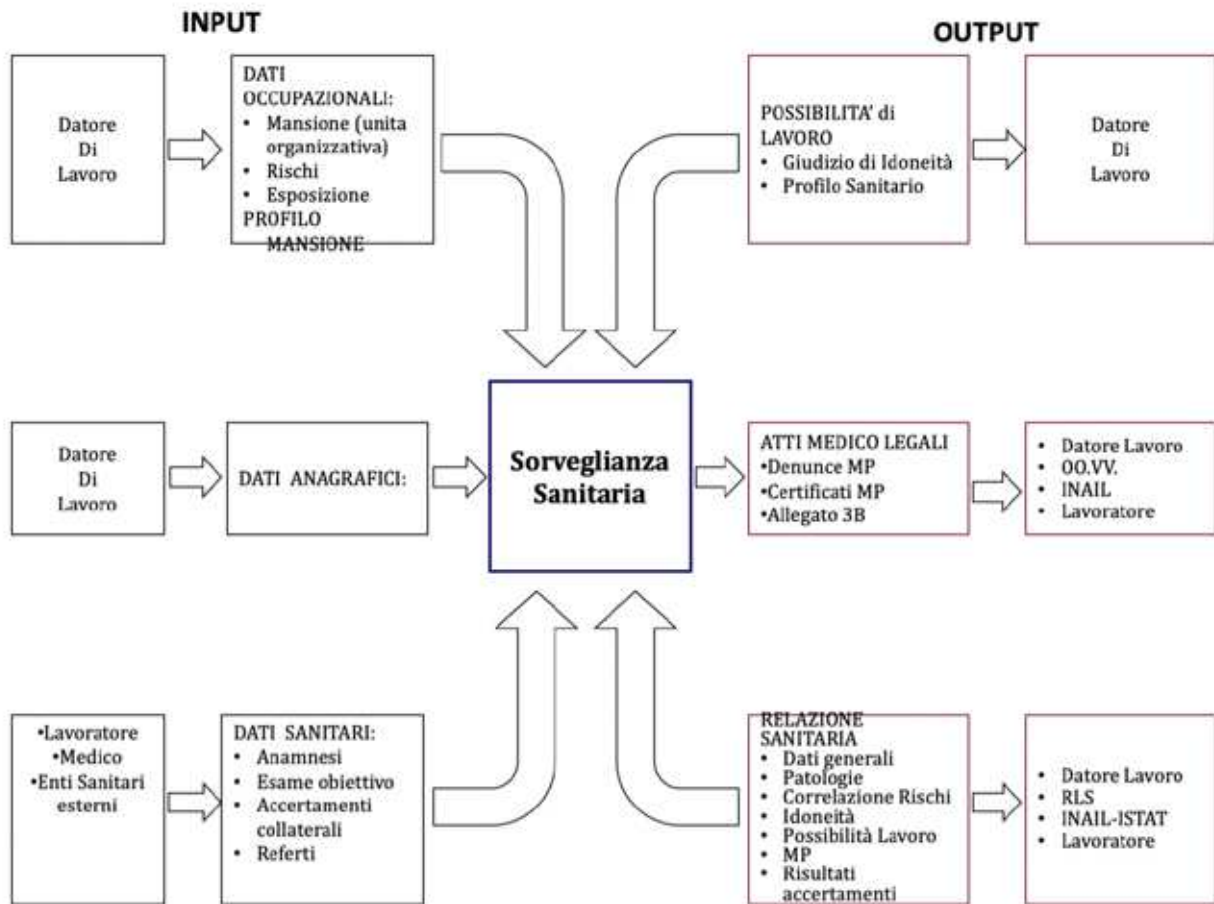 INPUT
OUTPUT
Datore
Di
Lavoro
DATI
OCCUPAZIONALI:
• Mansione (unita
organizzativa)
• Rischi
• Esposizione
PROFILO
MANSIONE
POSSIBILITA' di
LAVORO
• Giudizio di Idoneità
• Profilo Sanitario
Datore
Di
Lavoro
Datore
Di
Lavoro
DATI ANAGRAFICI:
Sorveglianza
Sanitaria
ATTI MEDICO LEGALI
•Denunce MP
•Certificati MP
•Allegato 3B
• Datore Lavoro
• OO.VV.
• INAIL
• Lavoratore
•Lavoratore
•Medico
•Enti Sanitari
esterni
DATI SANITARI:
• Anamnesi
• Esame obiettivo
• Accertamenti
collaterali
• Referti
RELAZIONE
SANITARIA
• Dati generali
• Patologie
• Correlazione Rischi
• Idoneità
• Possibilità Lavoro
• MP
• Risultati
accertamenti
• Datore Lavoro
• RLS
• INAIL-ISTAT
• Lavoratore